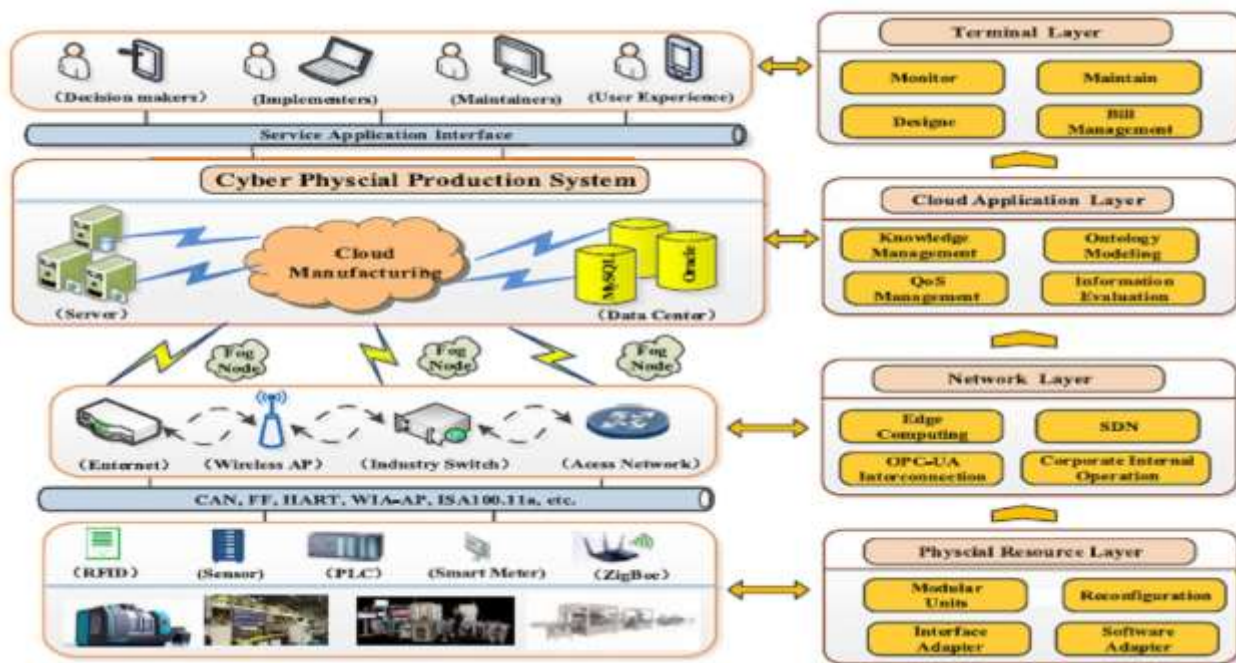 Terminal Layer
Monitor
Maintain
Designe
Bill
Management
(Decision makers)
(Implementers)
(Maintainers)
(User Experience)
Service Application Interface
Cyber Physcial Production System
Cloud
Manufacturing
MySQL
Oracle
(Server)
(Data Center)
Cloud Application Layer
Knowledge
Management
Ontology
Modeling
QoS
Management
Information
Evaluation
Fog
Node
Fog
Node
Fog
Node
Network Layer
Edge
Computing
SDN
OPC-UA
Interconnection
Corporate Internal
Operation
(Enternet)
(Wireless AP)
(Industry Switch)
(Acess Network)
CAN, FF, HART, WIA-AP, ISA100.11a, etc.
(RFID)
(Sensor)
(PLC)
(Smart Meter)
(ZigBee)
Physcial Resource Layer
Modular
Units
Reconfiguration
Interface
Adapter
Software
Adapter